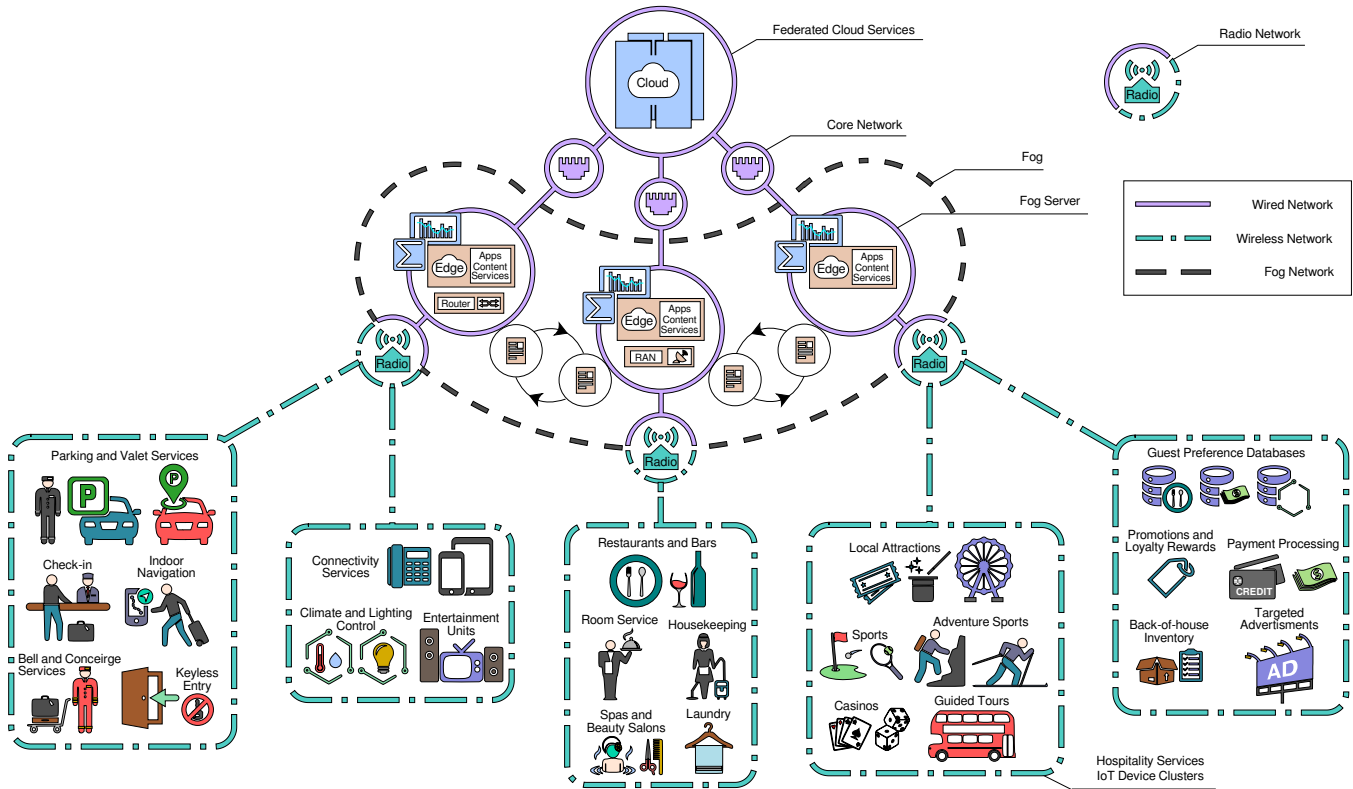 Federated Cloud Services
Radio Network
Cloud
Radio
Core Network
Fog
Fog Server
Wired Network
Wireless Network
Fog Network
Edge
Apps
Content
Services
Router
Edge
Apps
Content
Services
RAN
Edge
Apps
Content
Services
Radio
Radio
Radio
Parking and Valet Services
P
P
Check-in
Indoor
Navigation
Bell and Conceirge
Services
Keyless
Entry
Connectivity
Services
Climate and Lighting
Control
Entertainment
Units
Restaurants and Bars
Room Service
Housekeeping
Spas and
Beauty Salons
Laundry
Local Attractions
Sports
Adventure Sports
Casinos
Guided Tours
Guest Preference Databases
Promotions and
Loyalty Rewards
Payment Processing
CREDIT
Back-of-house
Inventory
Targeted
Advertisments
AD
Hospitality Services
IoT Device Clusters